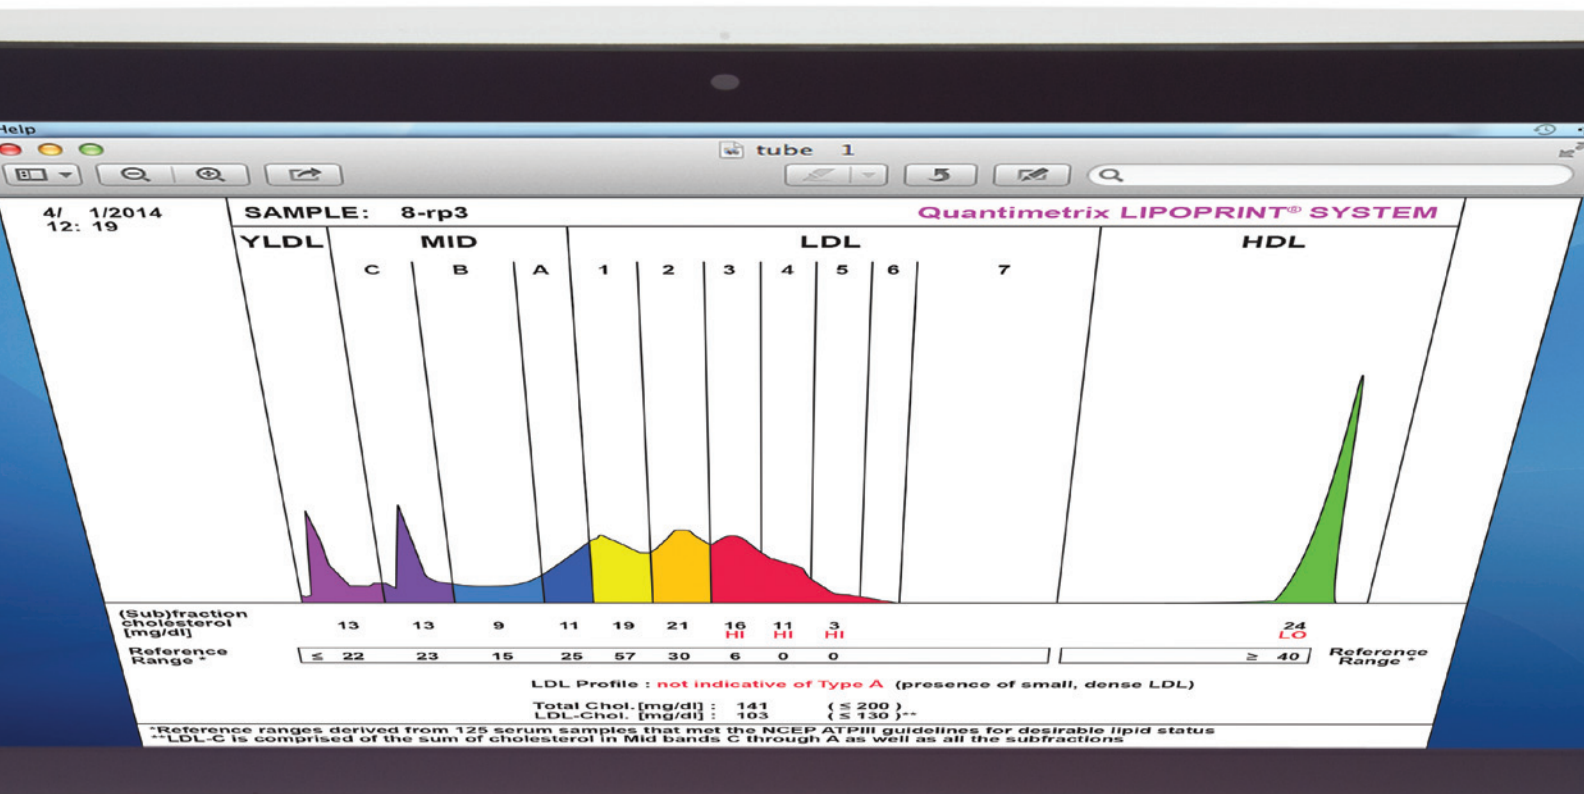 Help
tube 1
4/ 1/2014
12: 19
SAMPLE: 8-rp3
Quantimetrix LIPOPRINT® SYSTEM
YLDL MID LDL HDL
C B A 1 2 3 4 5 6 7
(Sub)fraction
cholesterol
[mg/dl]
13 13 9 11 19 21 16 11 3 24
HI HI HI LO
Reference
Range *
≤ 22 23 15 25 57 30 6 0 0 ≥ 40
Reference
Range *
LDL Profile : not indicative of Type A (presence of small, dense LDL)
Total Chol.[mg/dl] : 141 ( ≤ 200 )
LDL-Chol. [mg/dl] : 103 ( ≤ 130 )**
*Reference ranges derived from 125 serum samples that met the NCEP ATPIII guidelines for desirable lipid status
**LDL-C is comprised of the sum of cholesterol in Mid bands C through A as well as all the subfractions